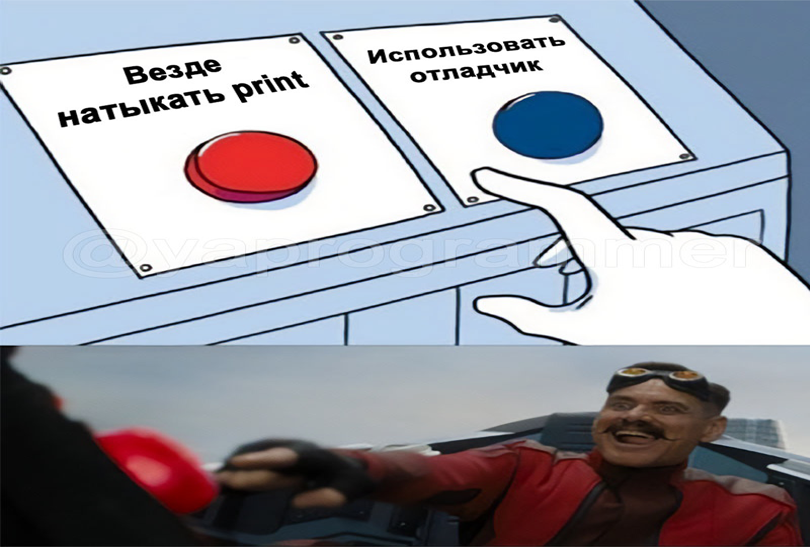 Везде
натыкать print
Использовать
отладчик
@yaprogrammer